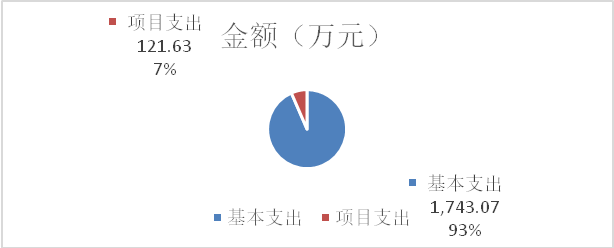 项目支出
121.63
7%
金额（万元）
基本支出
1,743.07
93%
基本支出 项目支出